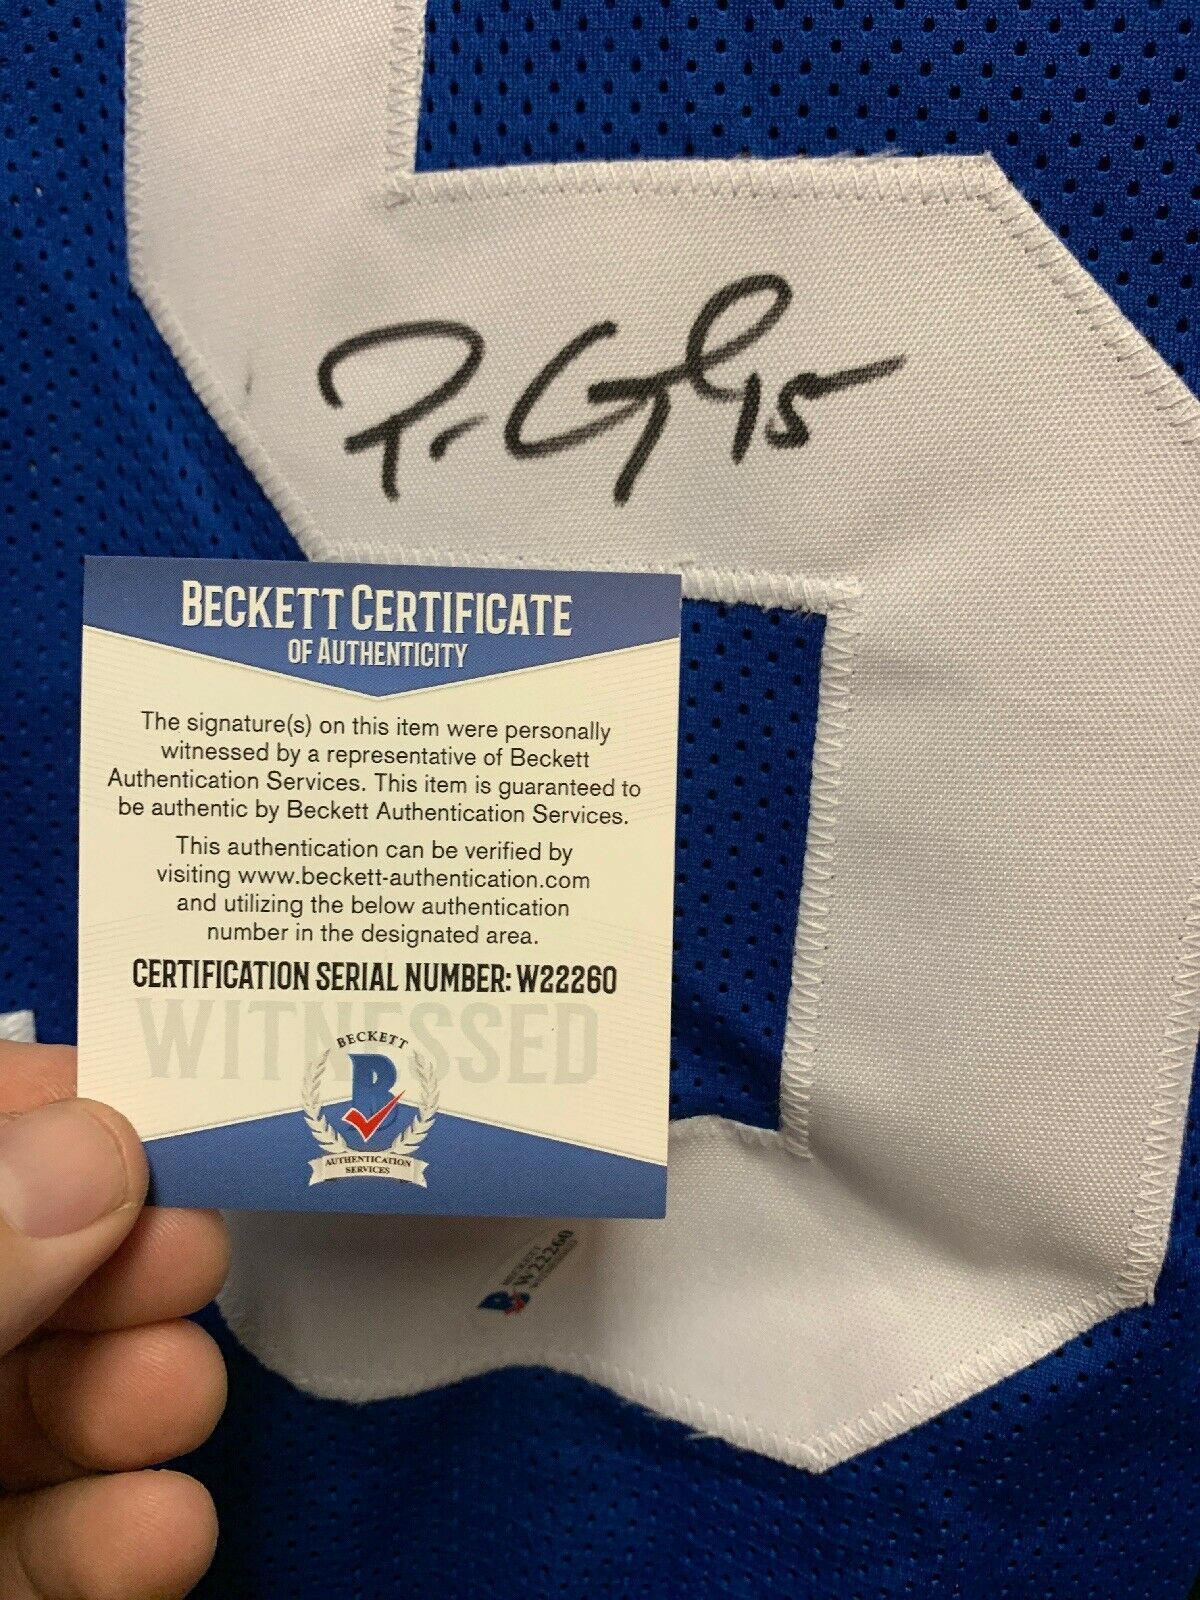 BECKETT CERTIFICATE
OF AUTHENTICITY
The signature(s) on this item were personally
witnessed by a representative of Beckett
Authentication Services. This item is guaranteed to
be authentic by Beckett Authentication Services.
This authentication can be verified by
visiting www.beckett-authentication.com
and utilizing the below authentication
number in the designated area.
CERTIFICATION SERIAL NUMBER: W22260
WITNESSED
BECKETT
B
AUTHENTICATION
SERVICES
BECKETT
W22260
WITNESSED